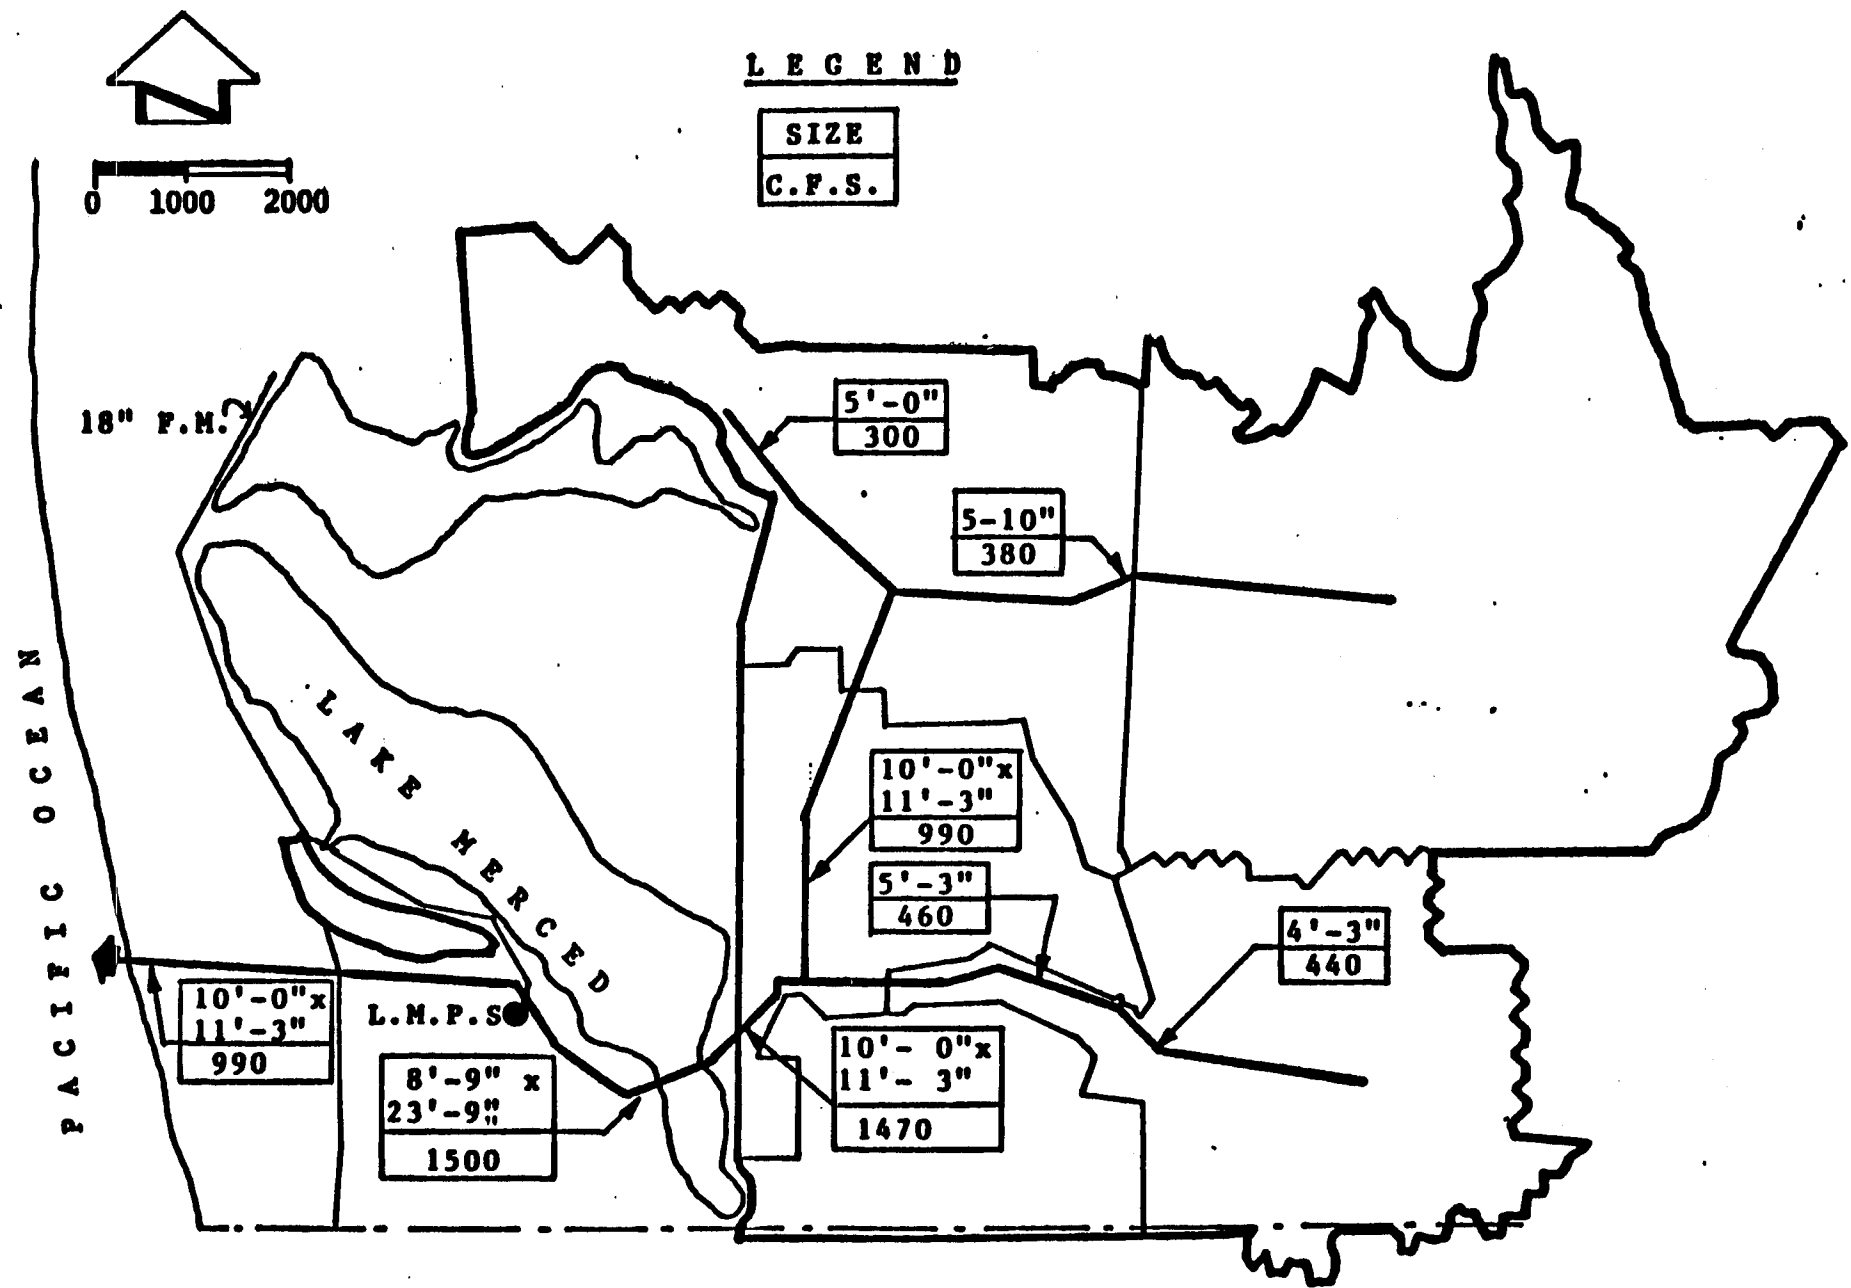 L E G E N D
SIZE
C.F.S.
0 1000 2000
18" F.M.
5'-0"
300
5-10"
380
PACIFIC OCEAN
LAKE MERCED
10'-0"x
11'-3"
990
5'-3"
460
4'-3"
440
10'-0"x
11'-3"
990
L.M.P.S
8'-9" x
23'-9"
1500
10'- 0"x
11'- 3"
1470